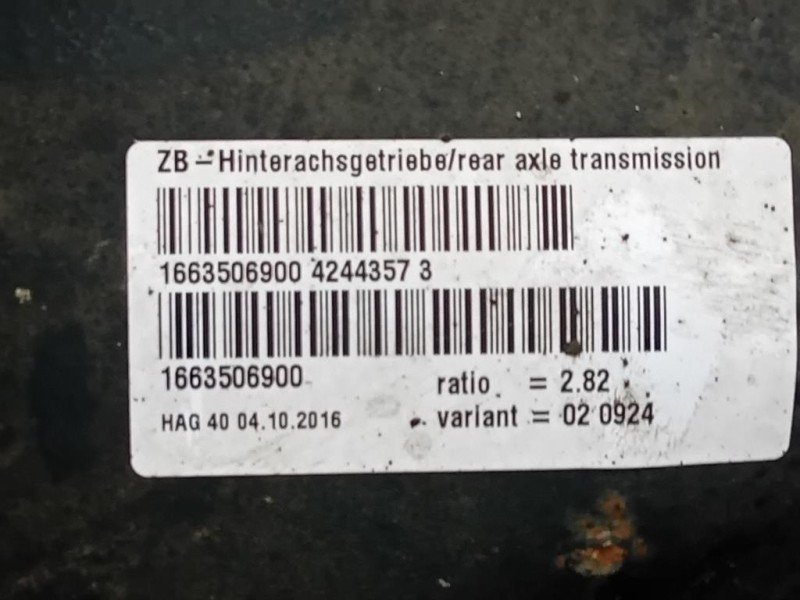 ZB - Hinterachsgetriebe/rear axle transmission
1663506900 4244357 3
1663506900
ratio = 2.82
HAG 40 04.10.2016
variant = 02 0924